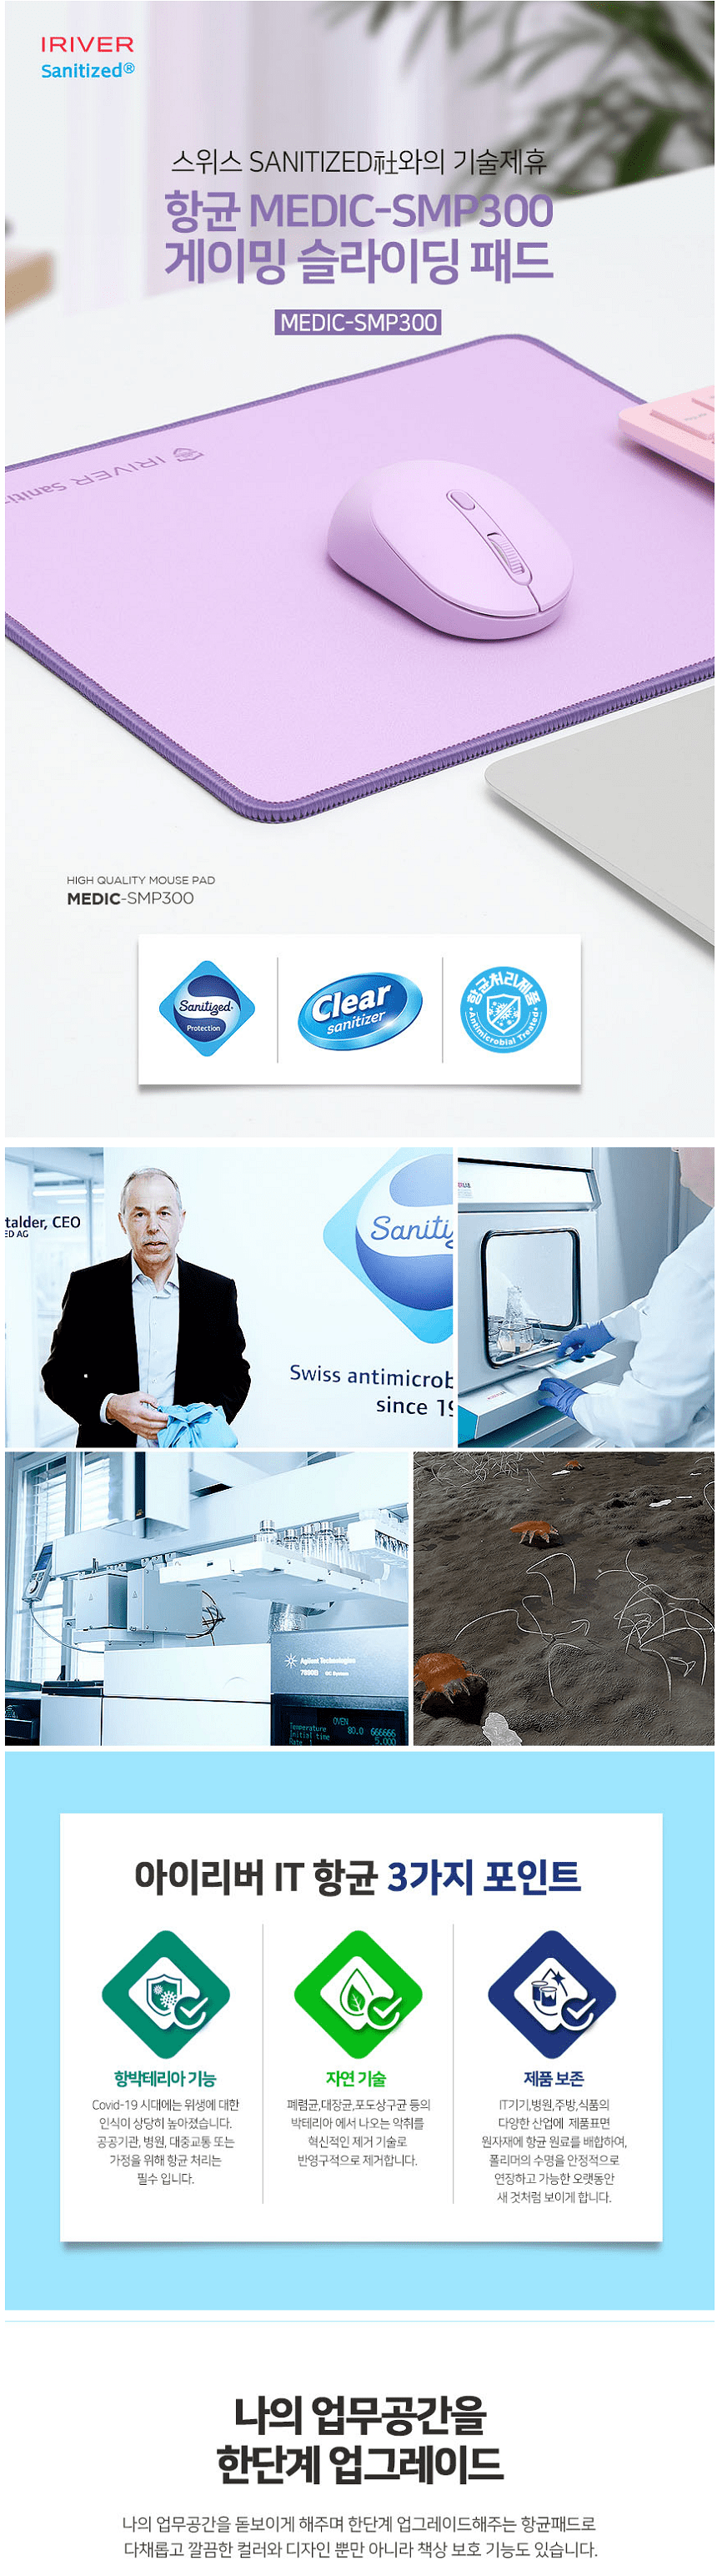 IRIVER
Sanitized®
스위스 SANITIZED社와의 기술제휴
항균 MEDIC-SMP300
게이밍 슬라이딩 패드
MEDIC-SMP300
IRIVER Saniti
HIGH QUALITY MOUSE PAD
MEDIC-SMP300
Sanitized®
Protection
Clear
sanitizer
항균처리제품
Antimicrobial Treated
talder, CEO
ED AG
Saniti
Swiss antimicrob
since 19
Agilent Technologies
7890B GC System
OVEN
Temperature 80.0 GGGGGG
Initial time 5.000
Rate 1
아이리버 IT 항균 3가지 포인트
항박테리아 기능
Covid-19 시대에는 위생에 대한
인식이 상당히 높아졌습니다.
공공기관, 병원, 대중교통 또는
가정을 위해 항균 처리는
필수 입니다.
자연 기술
폐렴균,대장균,포도상구균 등의
박테리아 에서 나오는 악취를
혁신적인 제거 기술로
반영구적으로 제거합니다.
제품 보존
IT기기,병원,주방,식품의
다양한 산업에 제품표면
원자재에 항균 원료를 배합하여,
폴리머의 수명을 안정적으로
연장하고 가능한 오랫동안
새 것처럼 보이게 합니다.
나의 업무공간을
한단계 업그레이드
나의 업무공간을 돋보이게 해주며 한단계 업그레이드해주는 항균패드로
다채롭고 깔끔한 컬러와 디자인 뿐만 아니라 책상 보호 기능도 있습니다.